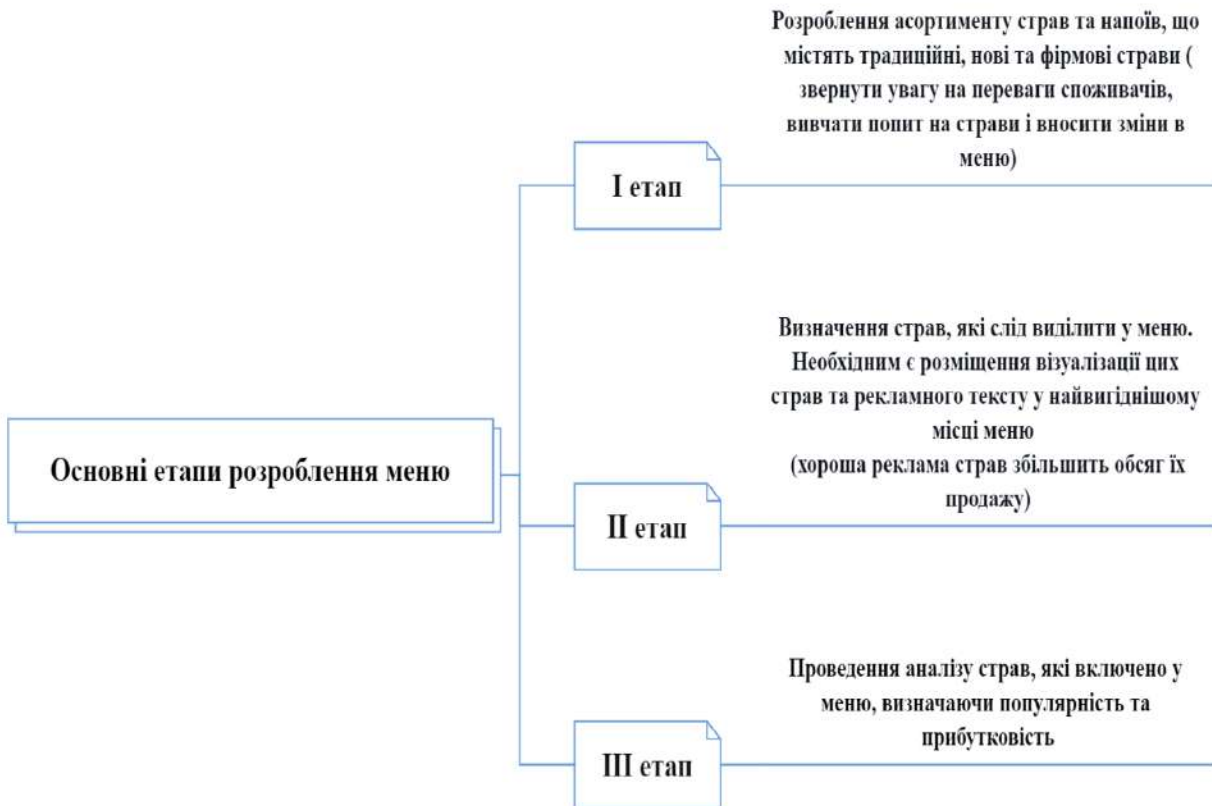 Основні етапи розроблення меню
І етап
Розроблення асортименту страв та напоїв, що
містять традиційні, нові та фірмові страви (
звернути увагу на переваги споживачів,
вивчати попит на страви і вносити зміни в
меню)
ІІ етап
Визначення страв, які слід виділити у меню.
Необхідним є розміщення візуалізації цих
страв та рекламного тексту у найвигіднішому
місці меню
(хороша реклама страв збільшить обсяг їх
продажу)
ІІІ етап
Проведення аналізу страв, які включено у
меню, визначаючи популярність та
прибутковість